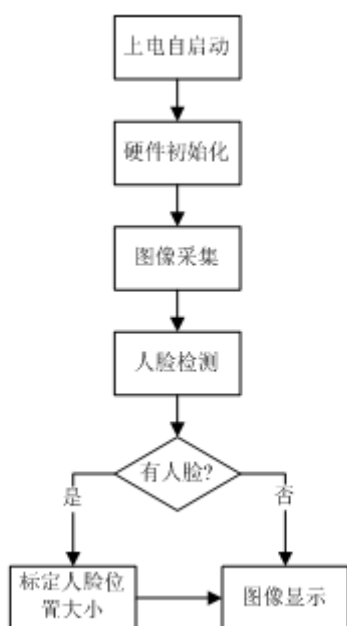 上电自启动
硬件初始化
图像采集
人脸检测
有人脸?
是
否
标定人脸位
置大小
图像显示